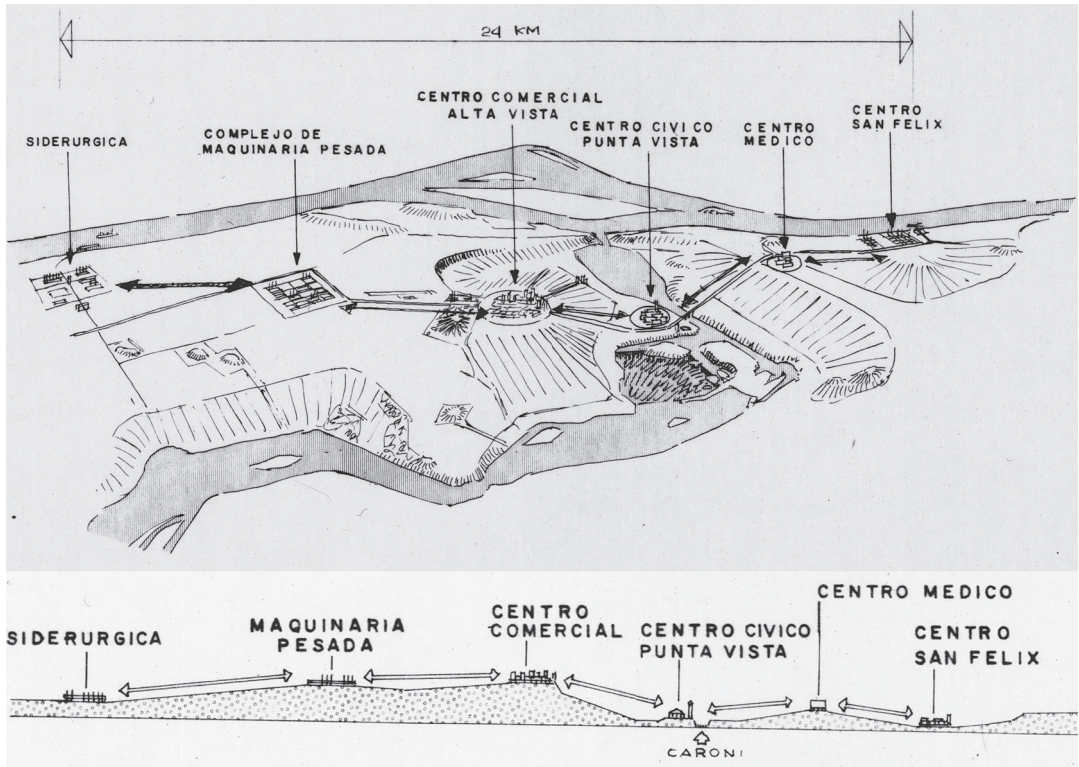 24 KM
SIDERURGICA
COMPLEJO DE
MAQUINARIA PESADA
CENTRO COMERCIAL
ALTA VISTA
CENTRO CIVICO
PUNTA VISTA
CENTRO
MEDICO
CENTRO
SAN FELIX
SIDERURGICA
MAQUINARIA
PESADA
CENTRO
COMERCIAL
CENTRO CIVICO
PUNTA VISTA
CENTRO MEDICO
CENTRO
SAN FELIX
CARONI